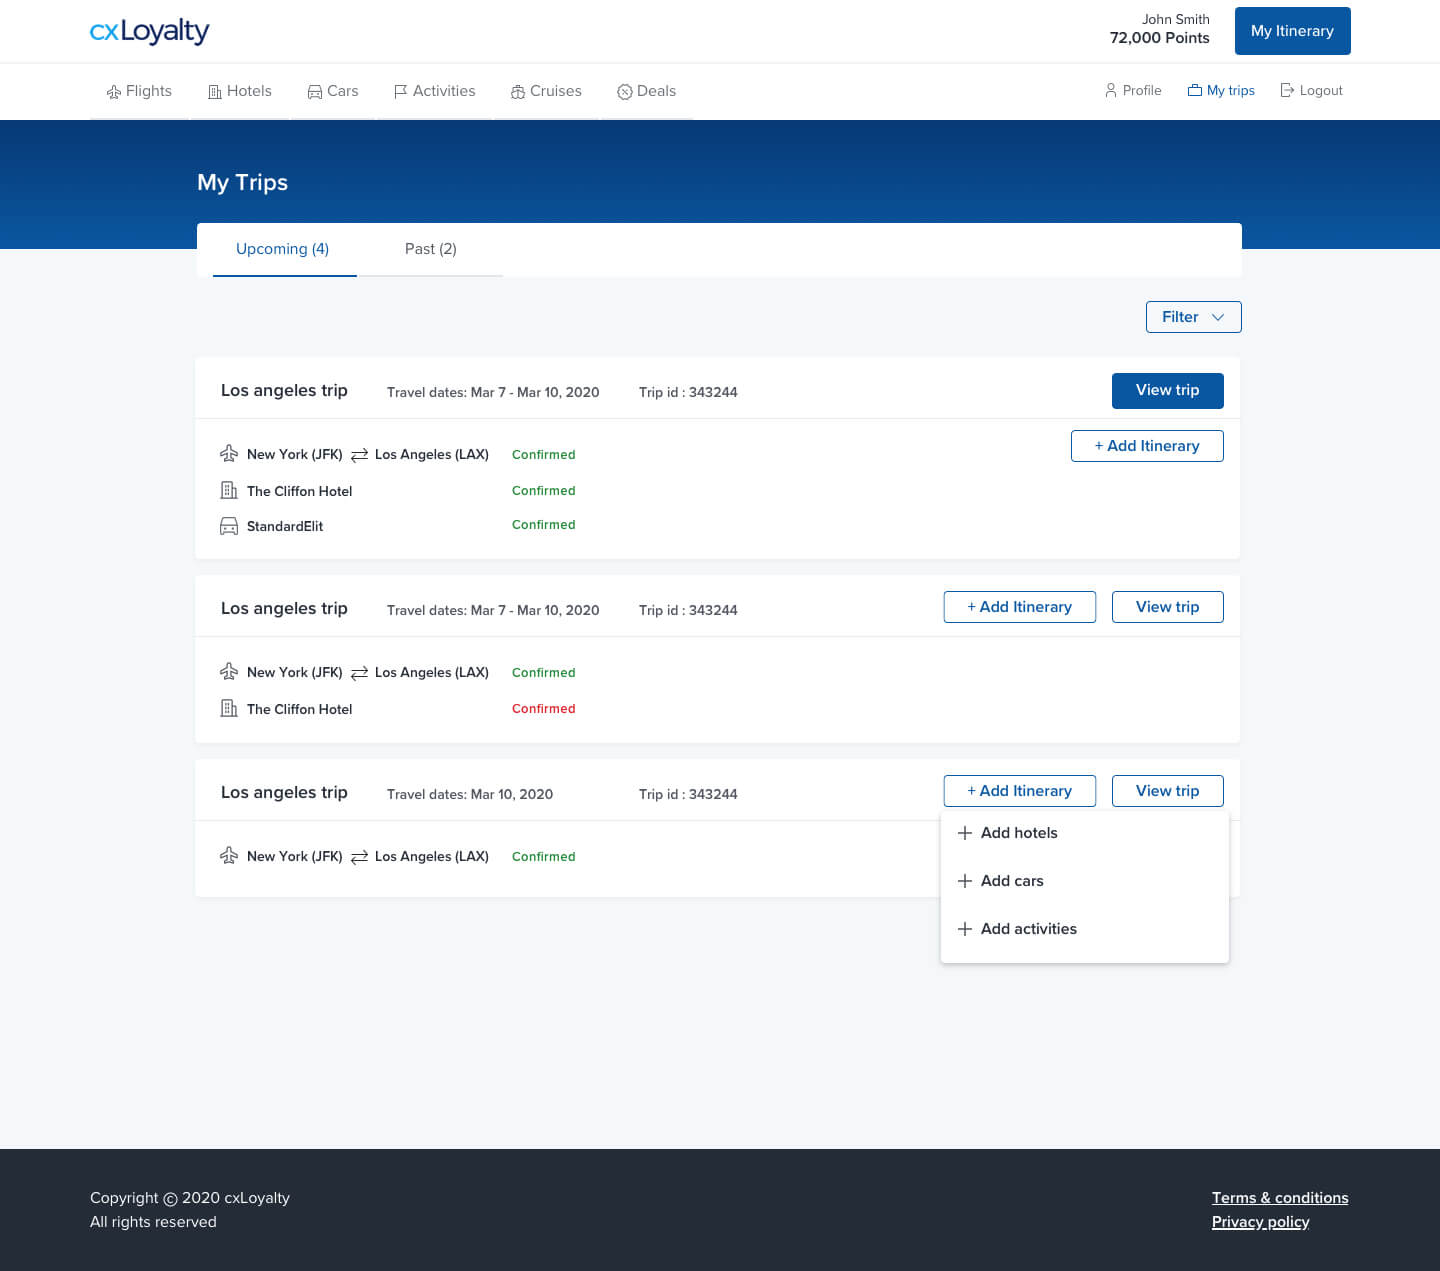 cxLoyalty
John Smith
72,000 Points
My Itinerary
Flights Hotels Cars Activities Cruises Deals
Profile My trips Logout
My Trips
Upcoming (4) Past (2)
Filter
Los angeles trip Travel dates: Mar 7 - Mar 10, 2020 Trip id : 343244 View trip
+ Add Itinerary
New York (JFK) Los Angeles (LAX) Confirmed
The Cliffon Hotel Confirmed
StandardElit Confirmed
Los angeles trip Travel dates: Mar 7 - Mar 10, 2020 Trip id : 343244 + Add Itinerary View trip
New York (JFK) Los Angeles (LAX) Confirmed
The Cliffon Hotel Confirmed
Los angeles trip Travel dates: Mar 10, 2020 Trip id : 343244 + Add Itinerary View trip
New York (JFK) Los Angeles (LAX) Confirmed
+ Add hotels
+ Add cars
+ Add activities
Copyright © 2020 cxLoyalty
All rights reserved
Terms & conditions
Privacy policy